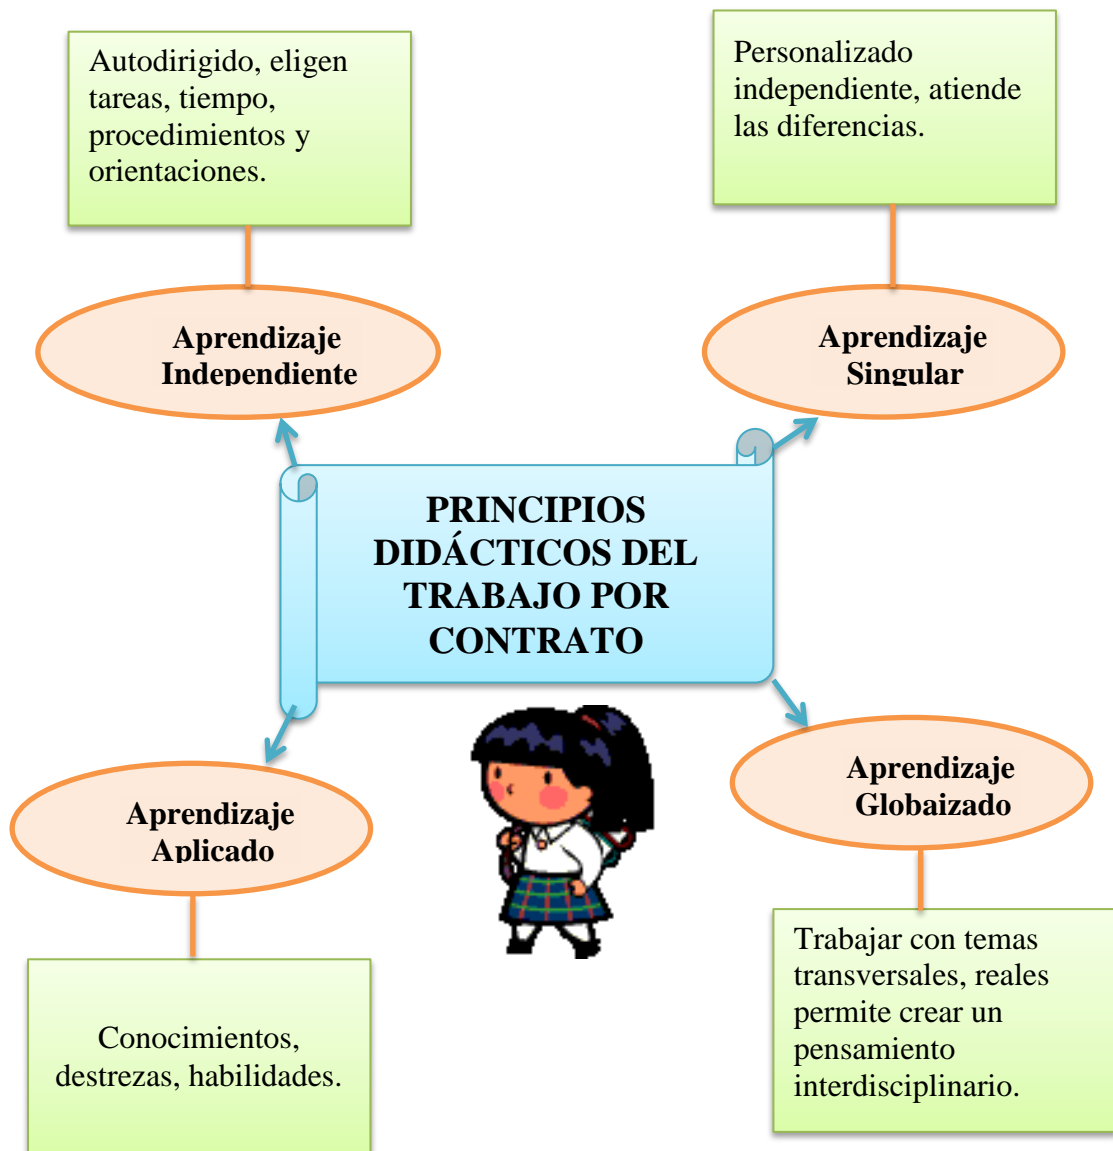 Autodirigido, eligen
tareas, tiempo,
procedimientos y
orientaciones.
Personalizado
independiente, atiende
las diferencias.
Aprendizaje
Independiente
Aprendizaje
Singular
PRINCIPIOS
DIDÁCTICOS DEL
TRABAJO POR
CONTRATO
Aprendizaje
Aplicado
Aprendizaje
Globaizado
Conocimientos,
destrezas, habilidades.
Trabajar con temas
transversales, reales
permite crear un
pensamiento
interdisciplinario.